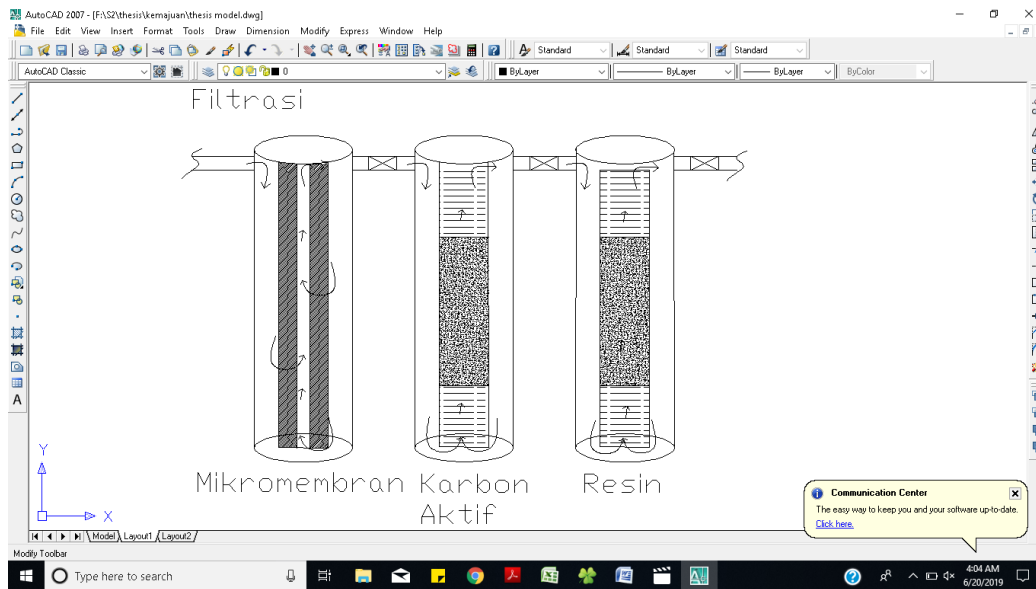 AutoCAD 2007 - [F:\S2\thesis\kemajuan\thesis model.dwg]
File Edit View Insert Format Tools Draw Dimension Modify Express Window Help
Standard Standard Standard
AutoCAD Classic 0 ByLayer ByLayer ByLayer ByColor
Filtrasi
Mikromembran Karbon Aktif Resin
Y
X
Communication Center
The easy way to keep you and your software up-to-date.
Click here.
Model Layout1 Layout2
Modify Toolbar
Type here to search
4:04 AM
6/20/2019